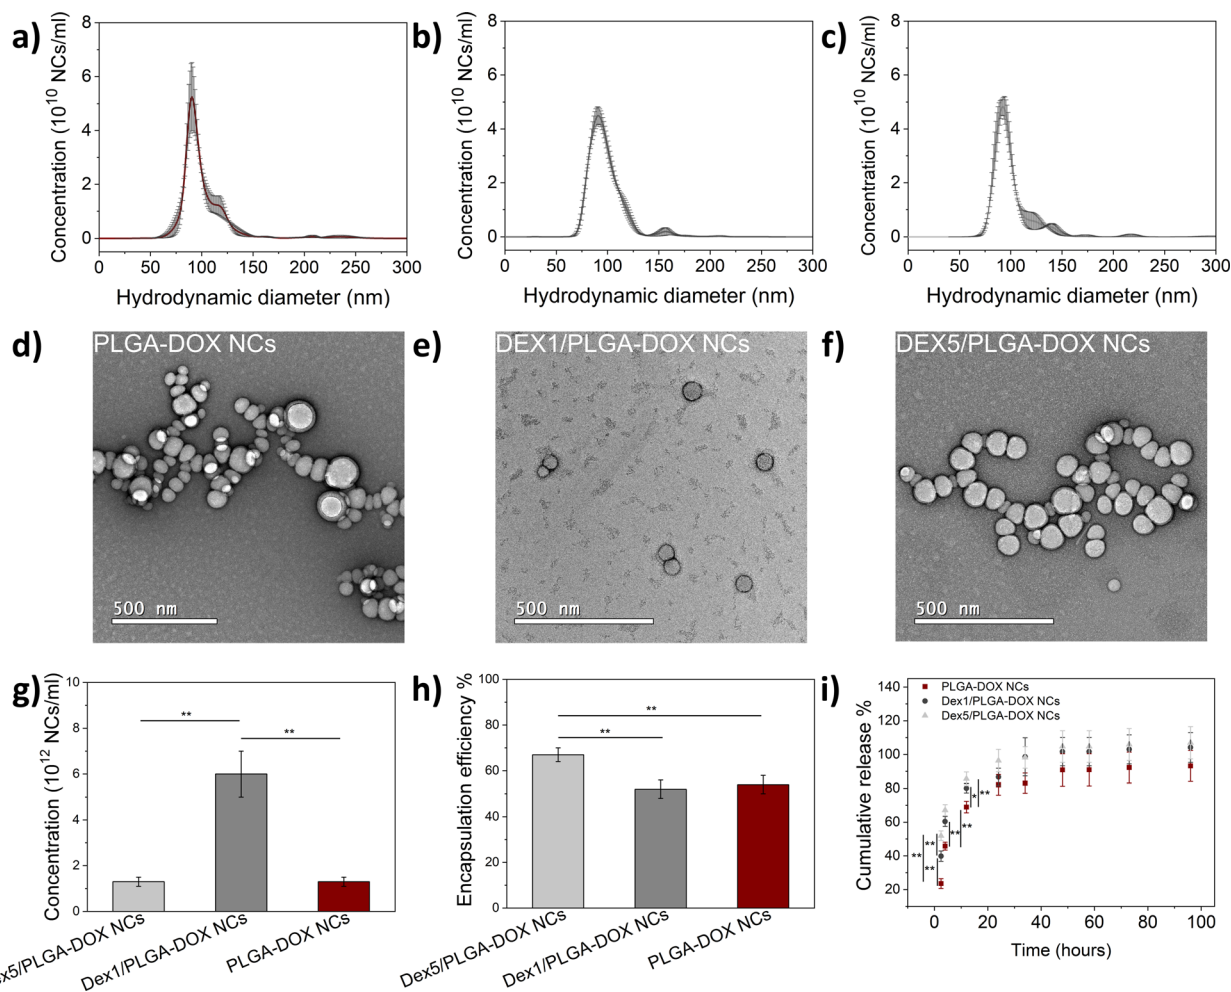 a)
Concentration (10^10 NCs/ml)
8
6
4
2
0
0 50 100 150 200 250 300
Hydrodynamic diameter (nm)
b)
Concentration (10^10 NCs/ml)
8
6
4
2
0
0 50 100 150 200 250 300
Hydrodynamic diameter (nm)
c)
Concentration (10^10 NCs/ml)
8
6
4
2
0
0 50 100 150 200 250 300
Hydrodynamic diameter (nm)
d)
PLGA-DOX NCs
500 nm
e)
DEX1/PLGA-DOX NCs
500 nm
f)
DEX5/PLGA-DOX NCs
500 nm
g)
Concentration (10^12 NCs/ml)
10
8
6
4
2
0
**
**
x5/PLGA-DOX NCs
Dex1/PLGA-DOX NCs
PLGA-DOX NCs
h)
Encapsulation efficiency %
100
80
60
40
20
0
**
**
Dex5/PLGA-DOX NCs
Dex1/PLGA-DOX NCs
PLGA-DOX NCs
i)
Cumulative release %
140
120
100
80
60
40
20
PLGA-DOX NCs
Dex1/PLGA-DOX NCs
Dex5/PLGA-DOX NCs
* **
** **
** **
**
0 20 40 60 80 100
Time (hours)